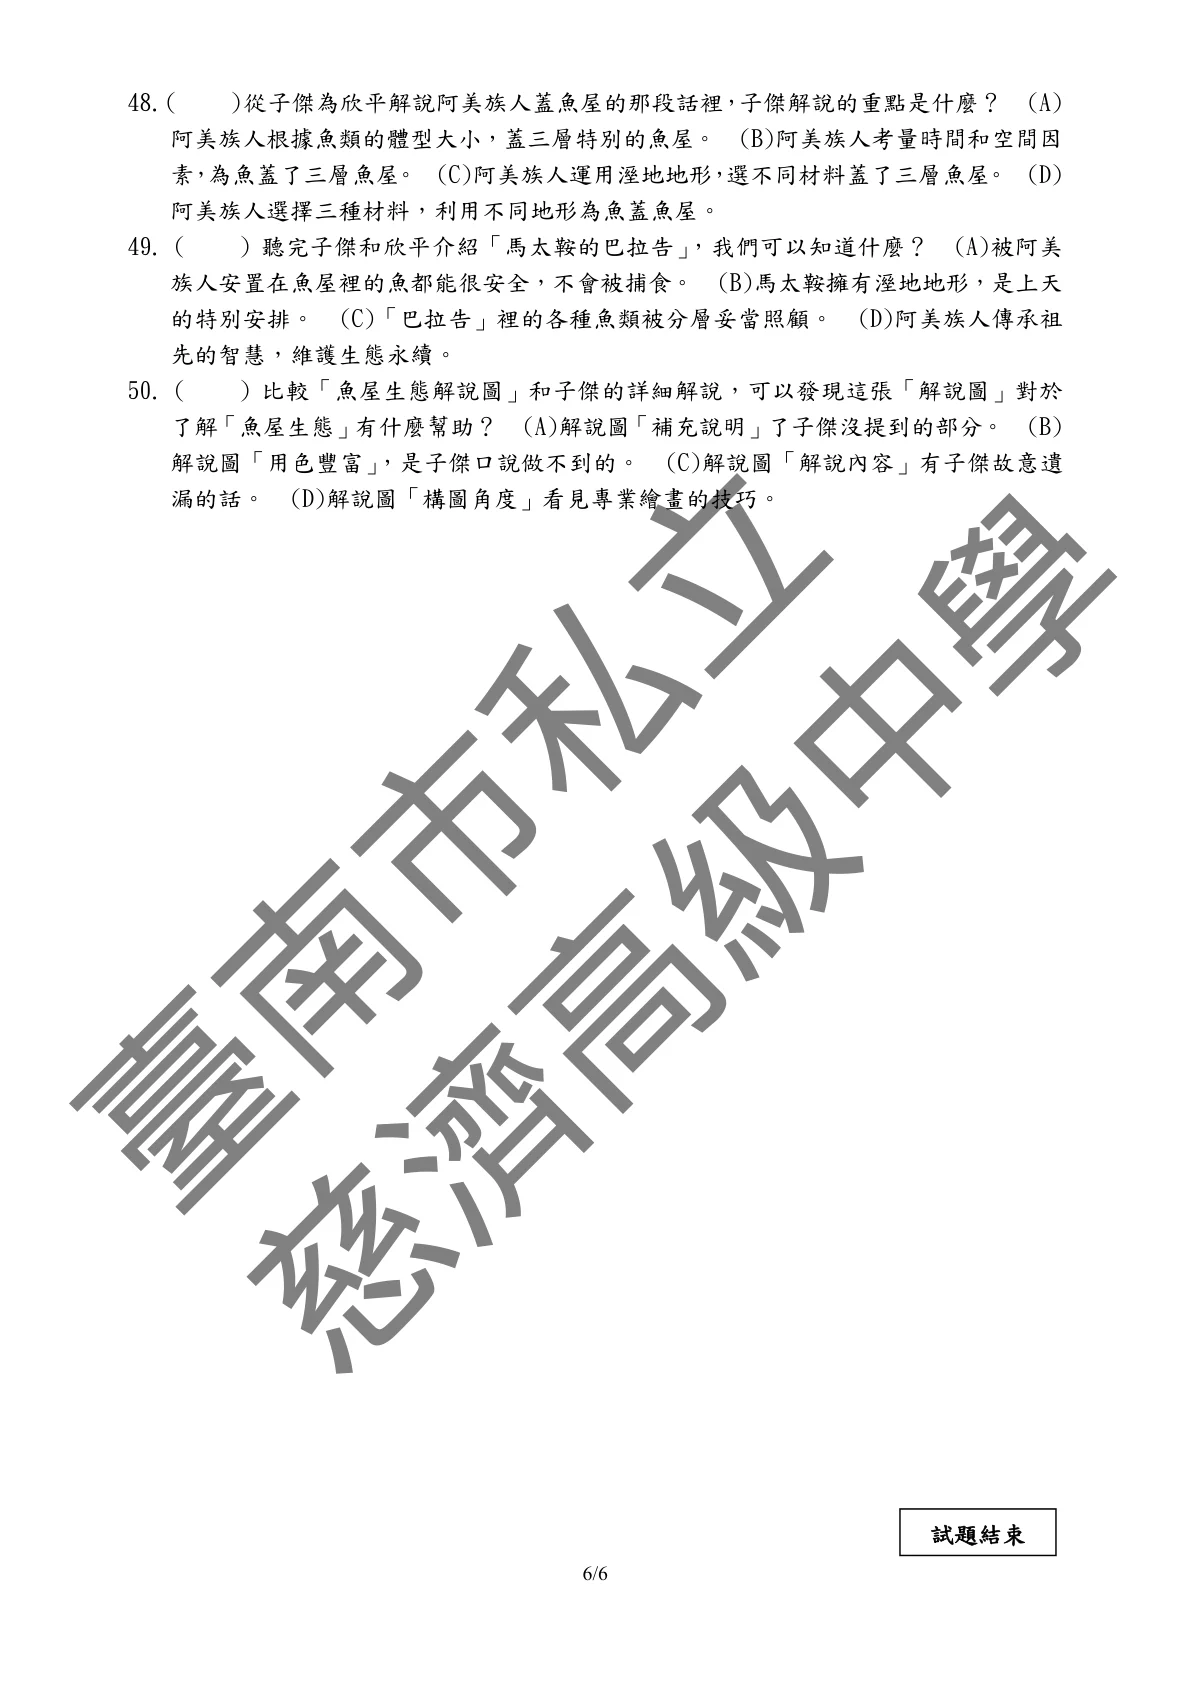 48.(　　)從子傑為欣平解說阿美族人蓋魚屋的那段話裡，子傑解說的重點是什麼？　(A)
阿美族人根據魚類的體型大小，蓋三層特別的魚屋。　(B)阿美族人考量時間和空間因
素，為魚蓋了三層魚屋。　(C)阿美族人運用溼地地形，選不同材料蓋了三層魚屋。　(D)
阿美族人選擇三種材料，利用不同地形為魚蓋魚屋。
49.(　　)聽完子傑和欣平介紹「馬太鞍的巴拉告」，我們可以知道什麼？　(A)被阿美
族人安置在魚屋裡的魚都能很安全，不會被捕食。　(B)馬太鞍擁有溼地地形，是上天
的特別安排。　(C)「巴拉告」裡的各種魚類被分層妥當照顧。　(D)阿美族人傳承祖
先的智慧，維護生態永續。
50.(　　)比較「魚屋生態解說圖」和子傑的詳細解說，可以發現這張「解說圖」對於
了解「魚屋生態」有什麼幫助？　(A)解說圖「補充說明」了子傑沒提到的部分。　(B)
解說圖「用色豐富」，是子傑口說做不到的。　(C)解說圖「解說內容」有子傑故意遺
漏的話。　(D)解說圖「構圖角度」看見專業繪畫的技巧。
臺南市私立
慈濟高級中學
試題結束
6/6